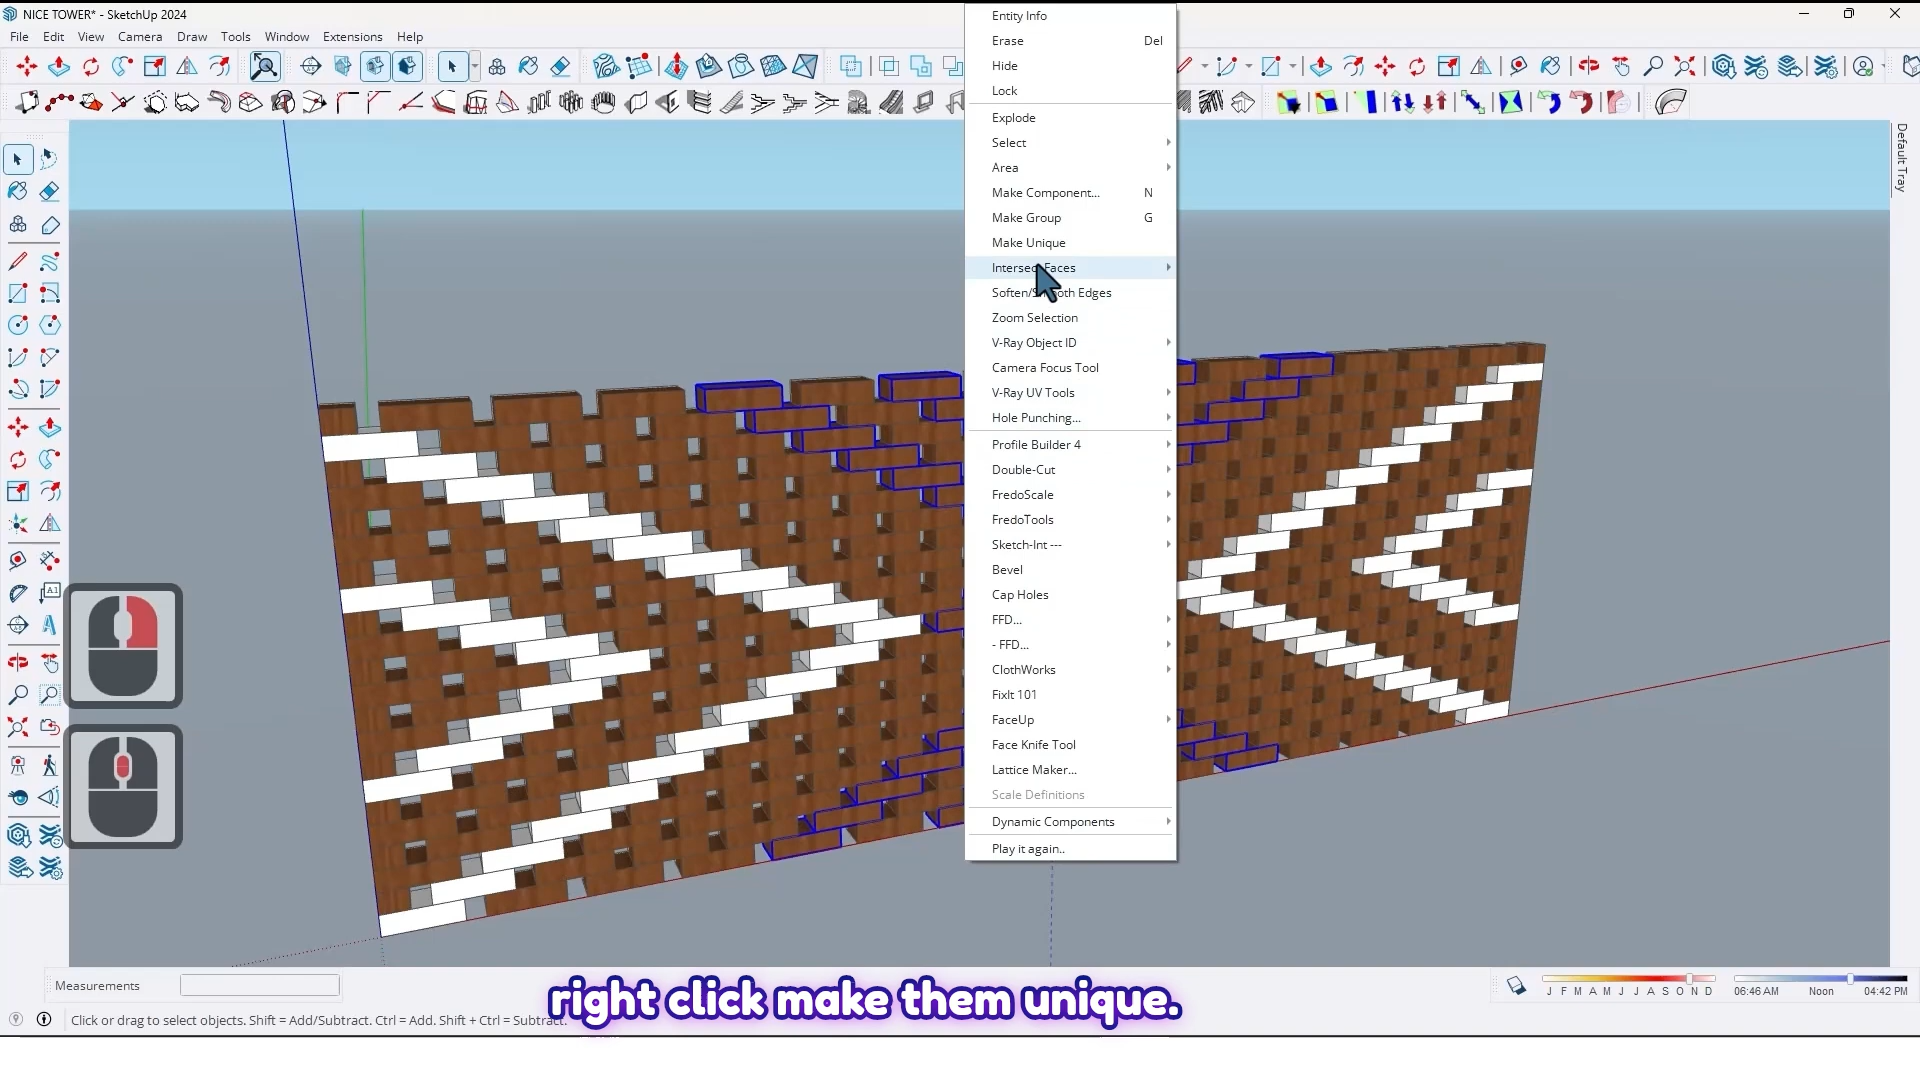 NICE TOWER* - SketchUp 2024
File Edit View Camera Draw Tools Window Extensions Help
Entity Info
Erase Del
Hide
Lock
Explode
Select
Area
Make Component... N
Make Group G
Make Unique
Intersect Faces
Soften/Smooth Edges
Zoom Selection
V-Ray Object ID
Camera Focus Tool
V-Ray UV Tools
Hole Punching...
Profile Builder 4
Double-Cut
FredoScale
FredoTools
Sketch-Int ---
Bevel
Cap Holes
FFD...
- FFD...
ClothWorks
FixIt 101
FaceUp
Face Knife Tool
Lattice Maker...
Scale Definitions
Dynamic Components
Play it again..
Default Tray
A1
Measurements
right click make them unique.
J F M A M J J A S O N D
06:46 AM Noon 04:42 PM
Click or drag to select objects. Shift = Add/Subtract. Ctrl = Add. Shift + Ctrl = Subtract.